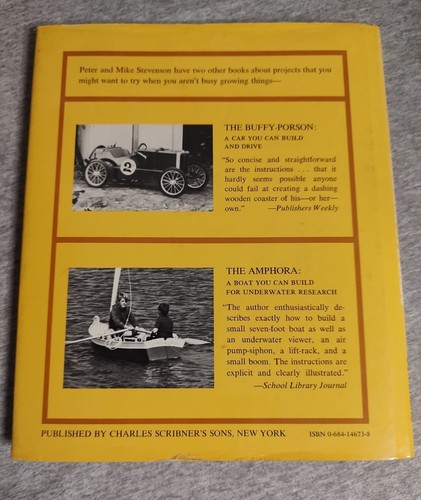 Peter and Mike Stevenson have two other books about projects that you
might want to try when you aren't busy growing things—
THE BUFFY-PORSON:
A CAR YOU CAN BUILD
AND DRIVE
"So concise and straightforward
are the instructions . . . that it
hardly seems possible anyone
could fail at creating a dashing
wooden coaster of his—or her—
own." —Publishers Weekly
2
THE AMPHORA:
A BOAT YOU CAN BUILD
FOR UNDERWATER RESEARCH
"The author enthusiastically de-
scribes exactly how to build a
small seven-foot boat as well as
an underwater viewer, an air
pump-siphon, a lift-rack, and a
small boom. The instructions are
explicit and clearly illustrated."
—School Library Journal
PUBLISHED BY CHARLES SCRIBNER'S SONS, NEW YORK ISBN 0-684-14673-8